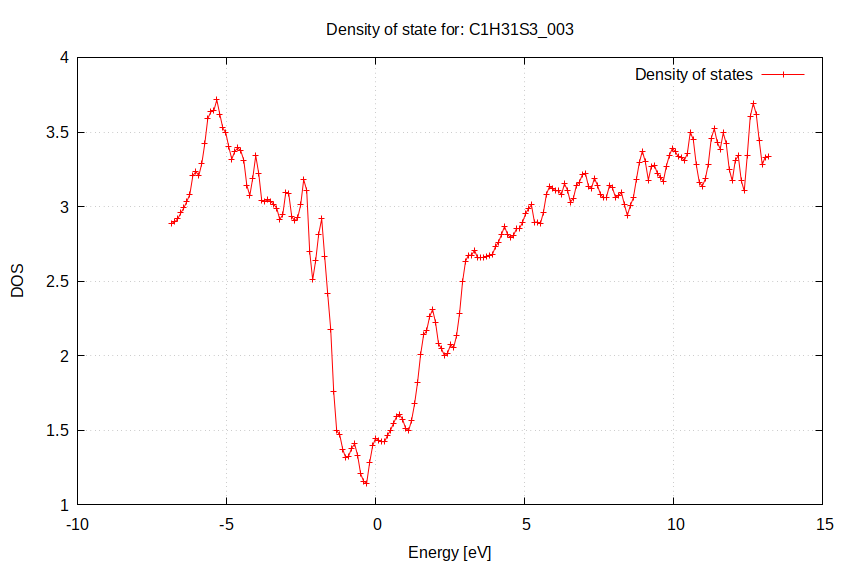 Density of state for: C1H31S3_003
Density of states
4
3.5
3
2.5
2
1.5
1
DOS
-10 -5 0 5 10 15
Energy [eV]